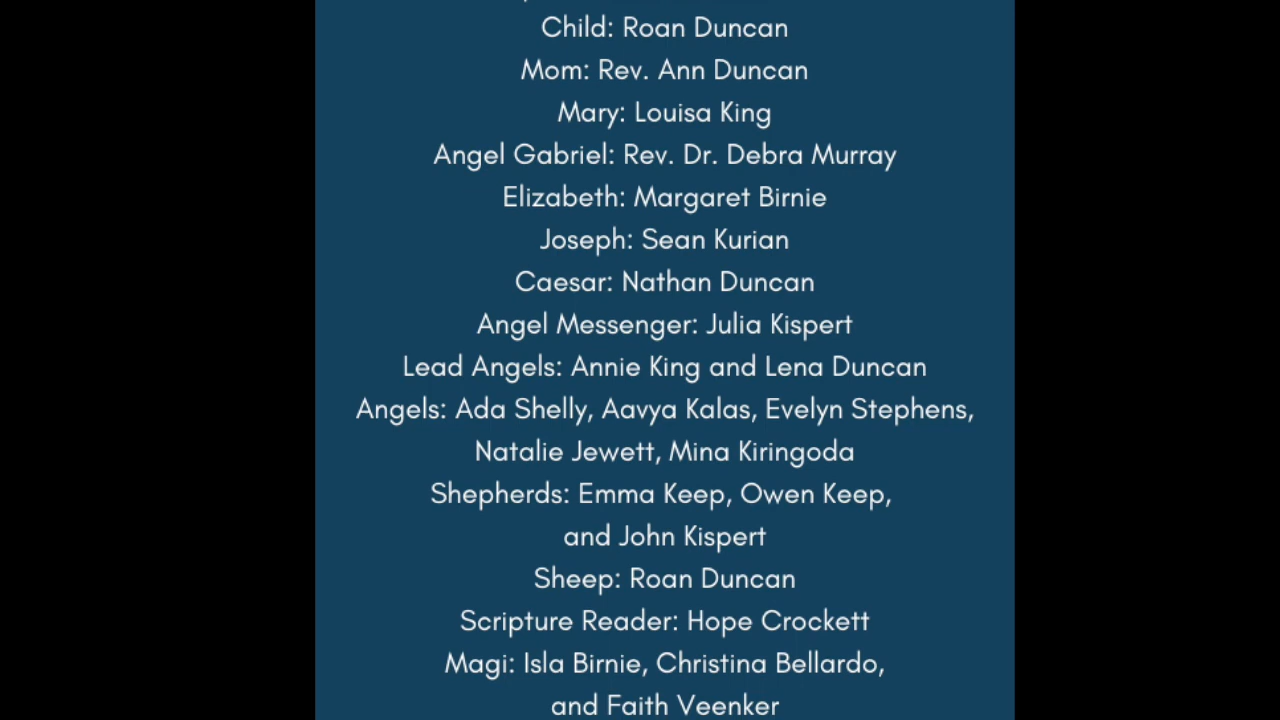 Child: Roan Duncan
Mom: Rev. Ann Duncan
Mary: Louisa King
Angel Gabriel: Rev. Dr. Debra Murray
Elizabeth: Margaret Birnie
Joseph: Sean Kurian
Caesar: Nathan Duncan
Angel Messenger: Julia Kispert
Lead Angels: Annie King and Lena Duncan
Angels: Ada Shelly, Aavya Kalas, Evelyn Stephens,
Natalie Jewett, Mina Kiringoda
Shepherds: Emma Keep, Owen Keep,
and John Kispert
Sheep: Roan Duncan
Scripture Reader: Hope Crockett
Magi: Isla Birnie, Christina Bellardo,
and Faith Veenker